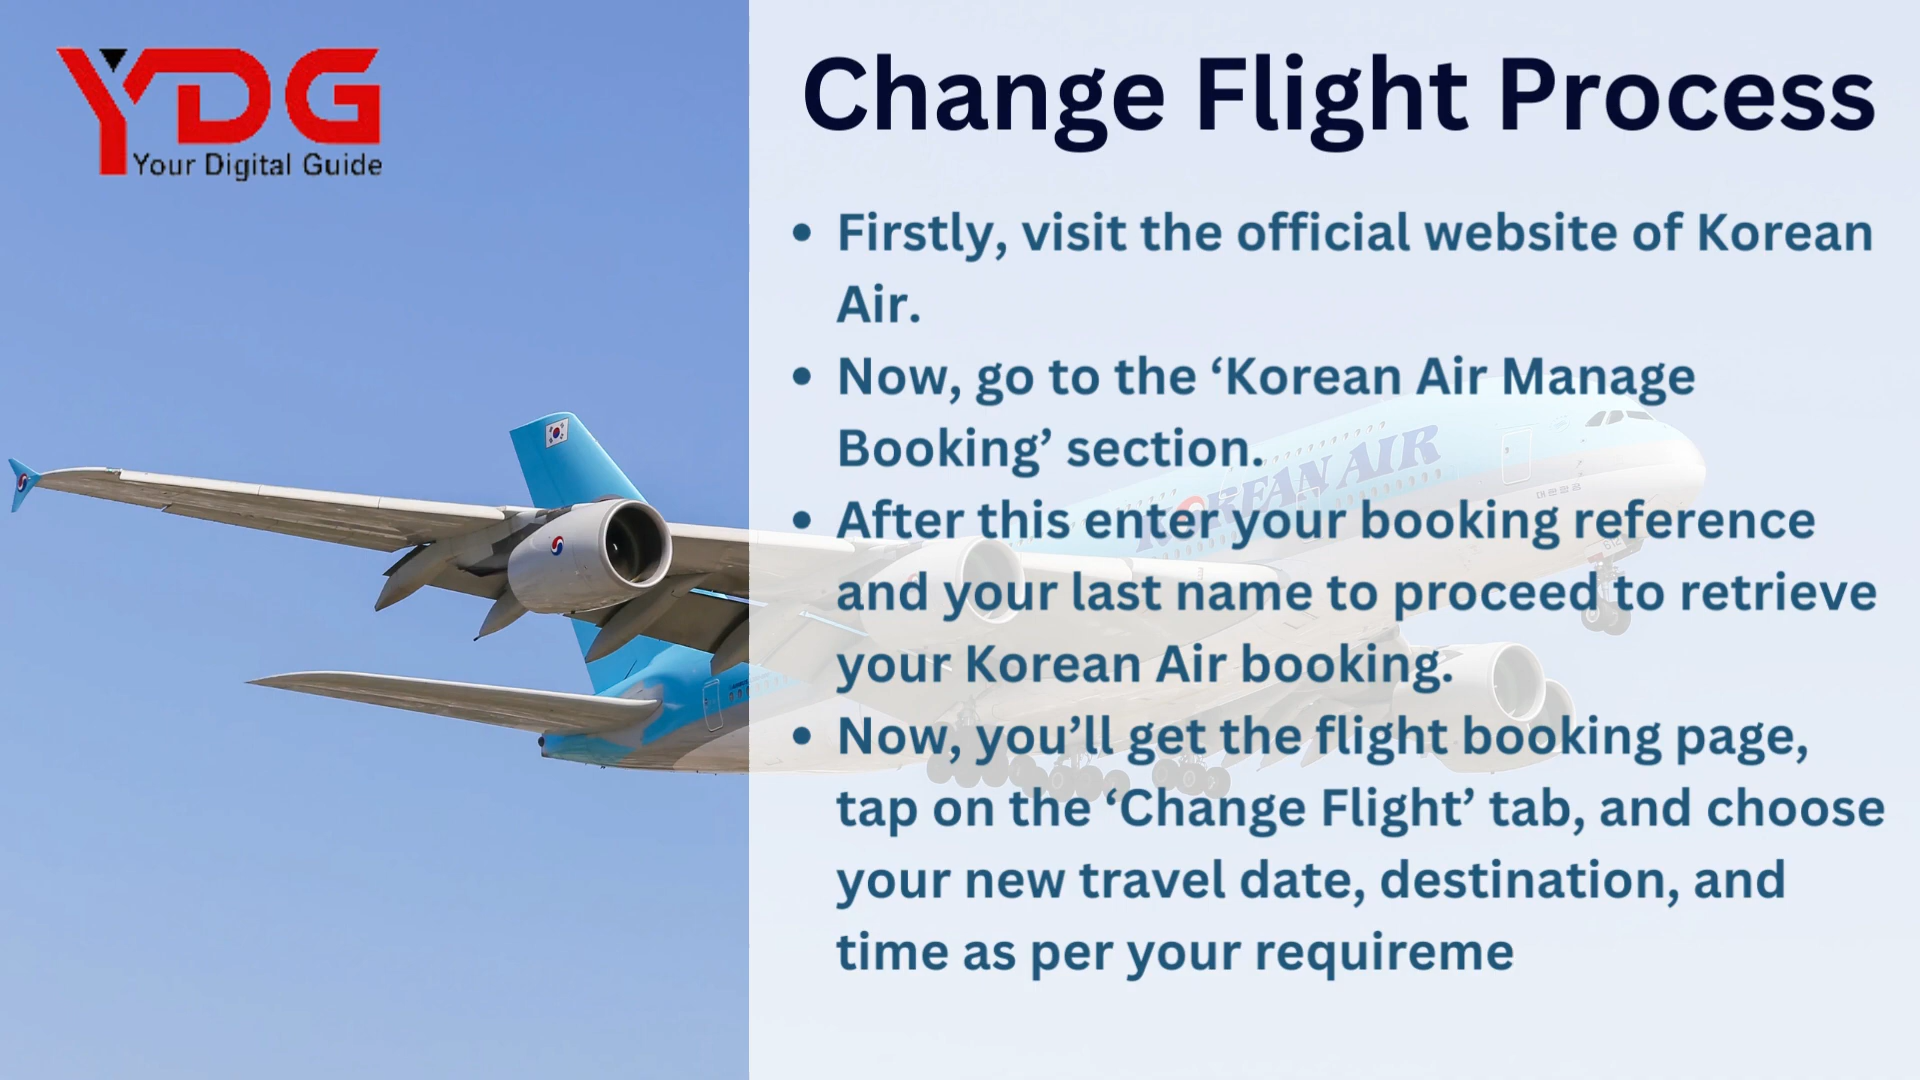 YDG
Your Digital Guide
Change Flight Process
• Firstly, visit the official website of Korean
Air.
• Now, go to the ‘Korean Air Manage
Booking’ section.
• After this enter your booking reference
and your last name to proceed to retrieve
your Korean Air booking.
• Now, you’ll get the flight booking page,
tap on the ‘Change Flight’ tab, and choose
your new travel date, destination, and
time as per your requireme
KOREAN AIR